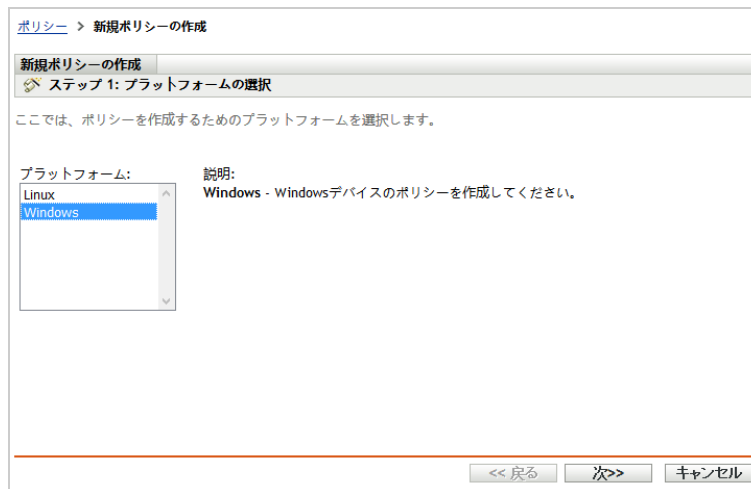 ポリシー > 新規ポリシーの作成
新規ポリシーの作成
ステップ 1: プラットフォームの選択
ここでは、ポリシーを作成するためのプラットフォームを選択します。
プラットフォーム:
Linux
Windows
説明:
Windows - Windowsデバイスのポリシーを作成してください。
<< 戻る
次>>
キャンセル